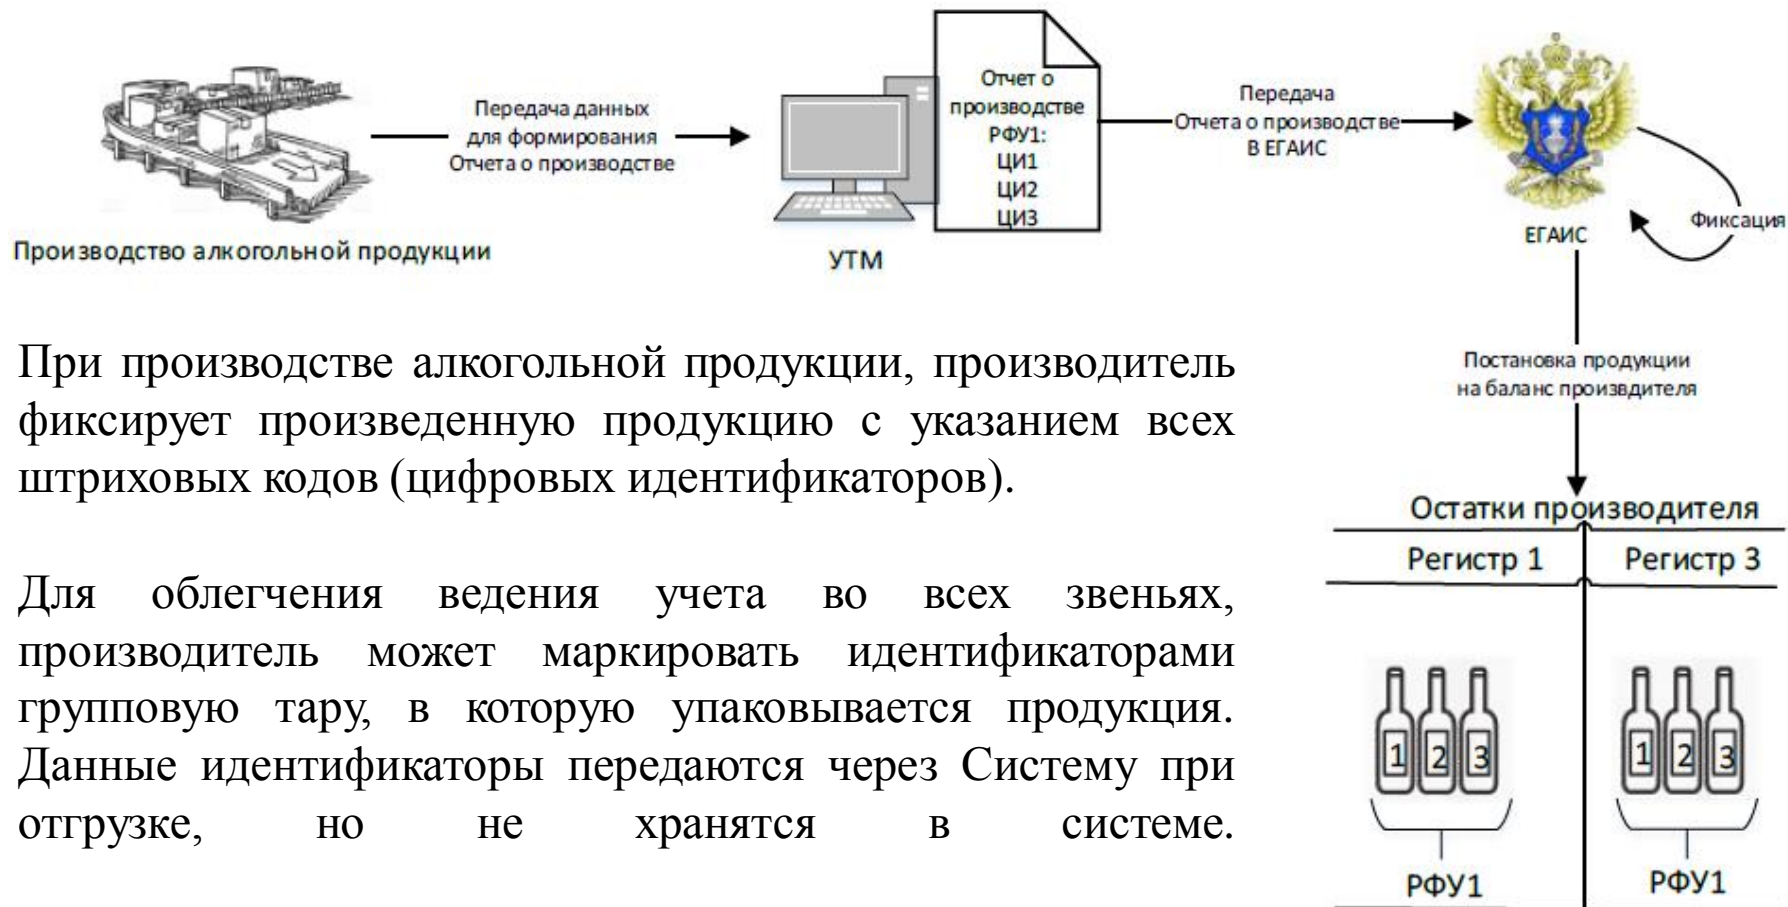 Производство алкогольной продукции
Передача данных
для формирования
Отчета о производстве
УТМ
Отчет о
производстве
РФУ1:
ЦИ1
ЦИ2
ЦИ3
Передача
Отчета о производстве
В ЕГАИС
ЕГАИС
Фиксация
При производстве алкогольной продукции, производитель
фиксирует произведенную продукцию с указанием всех
штриховых кодов (цифровых идентификаторов).
Для облегчения ведения учета во всех звеньях,
производитель может маркировать идентификаторами
групповую тару, в которую упаковывается продукция.
Данные идентификаторы передаются через Систему при
отгрузке, но не хранятся в системе.
Постановка продукции
на баланс произвдителя
Остатки производителя
Регистр 1 Регистр 3
1 2 3 1 2 3
РФУ1 РФУ1